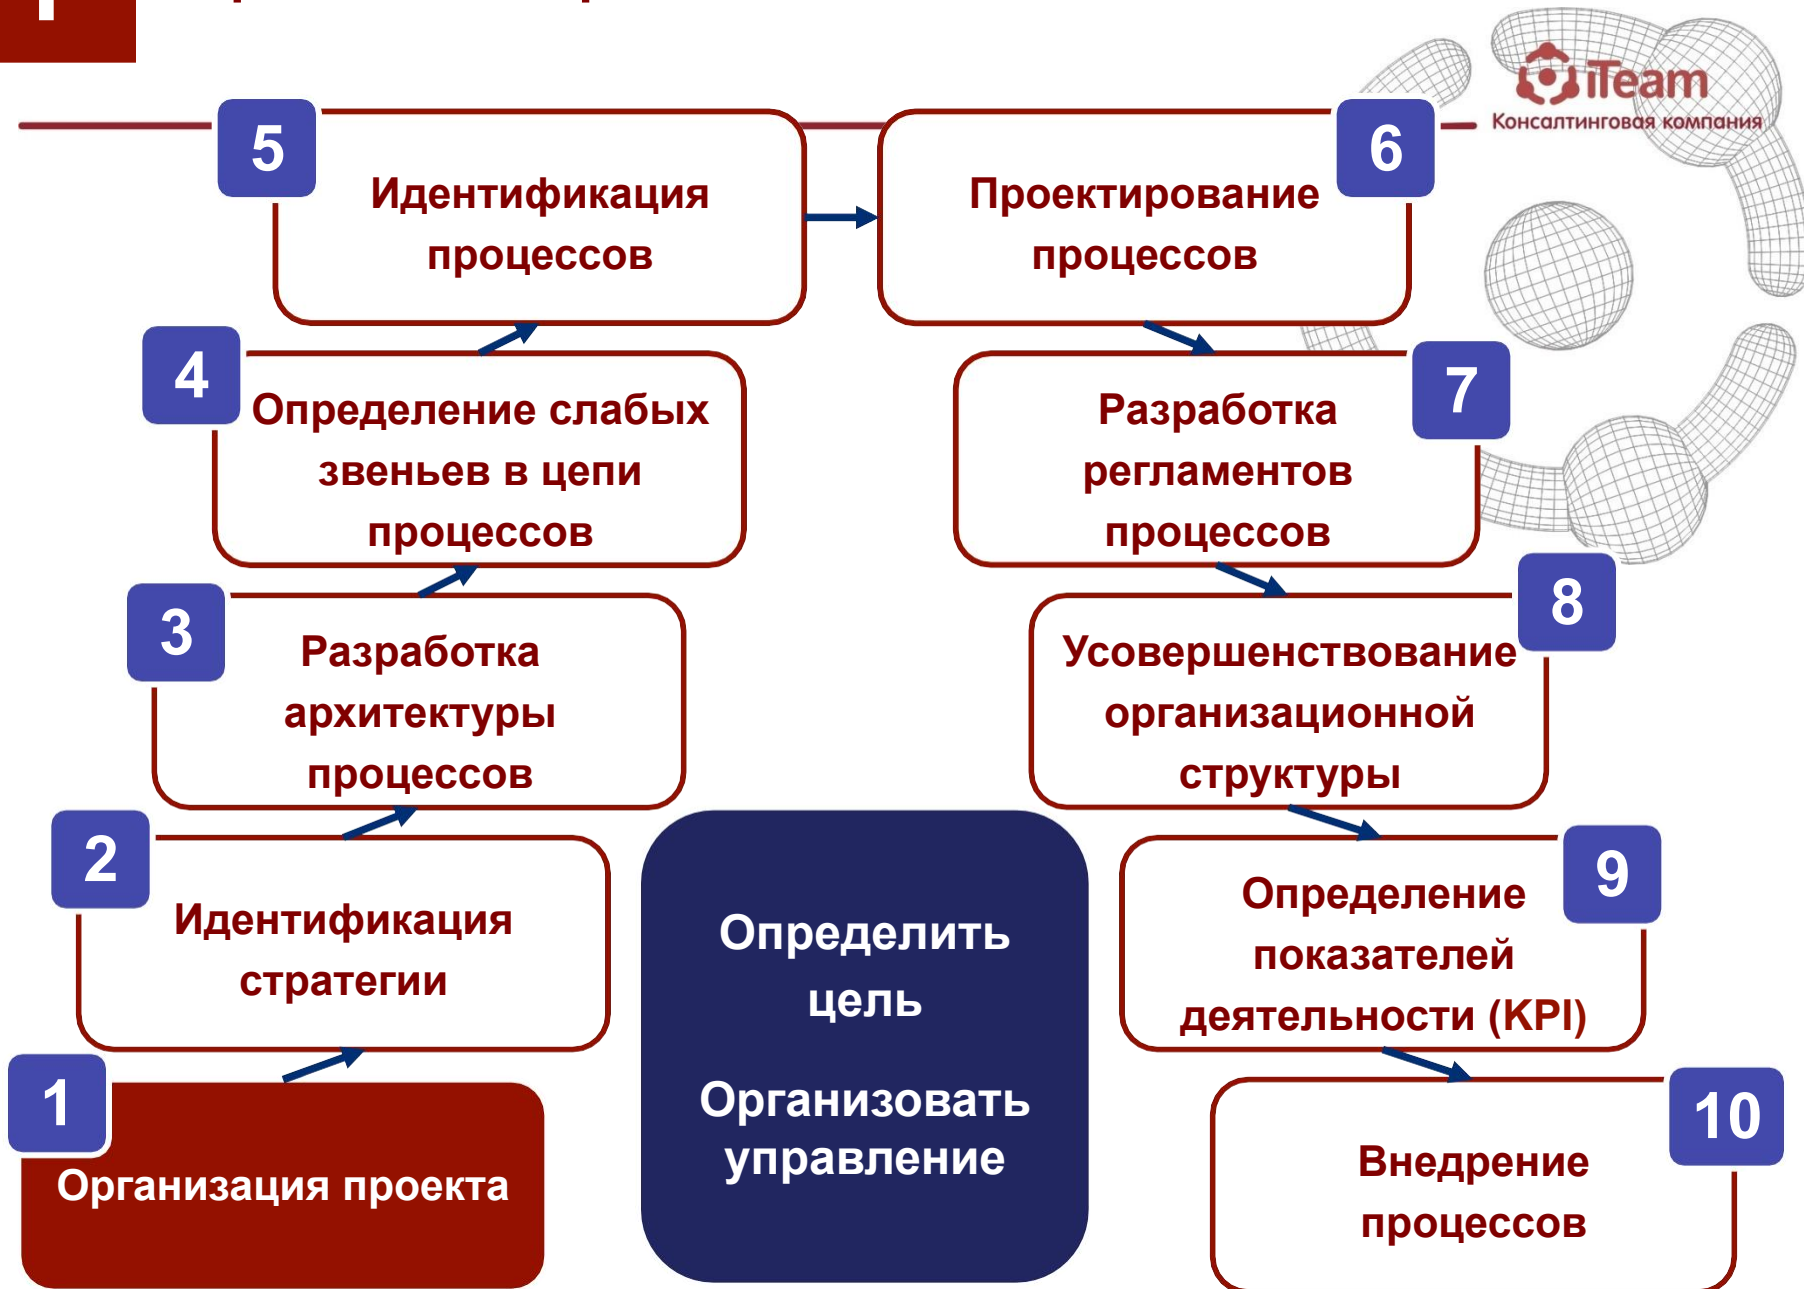 iTeam
Консалтинговая компания
5
Идентификация
процессов
6
Проектирование
процессов
4
Определение слабых
звеньев в цепи
процессов
7
Разработка
регламентов
процессов
3
Разработка
архитектуры
процессов
8
Усовершенствование
организационной
структуры
2
Идентификация
стратегии
Определить
цель
Организовать
управление
9
Определение
показателей
деятельности (KPI)
1
Организация проекта
10
Внедрение
процессов